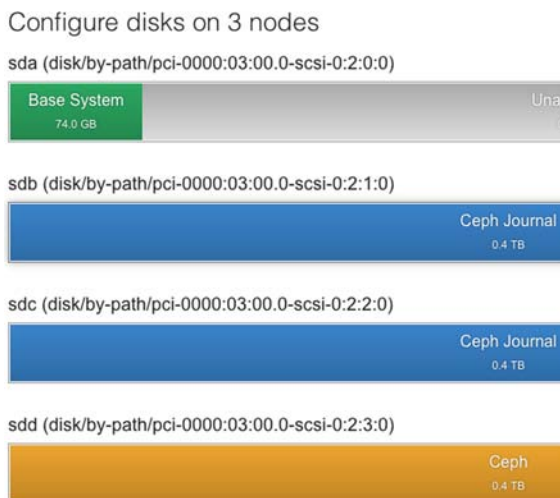 Configure disks on 3 nodes
sda (disk/by-path/pci-0000:03:00.0-scsi-0:2:0:0)
Base System
Una
74.0 GB
sdb (disk/by-path/pci-0000:03:00.0-scsi-0:2:1:0)
Ceph Journal
0.4 TB
sdc (disk/by-path/pci-0000:03:00.0-scsi-0:2:2:0)
Ceph Journal
0.4 TB
sdd (disk/by-path/pci-0000:03:00.0-scsi-0:2:3:0)
Ceph
0.4 TB